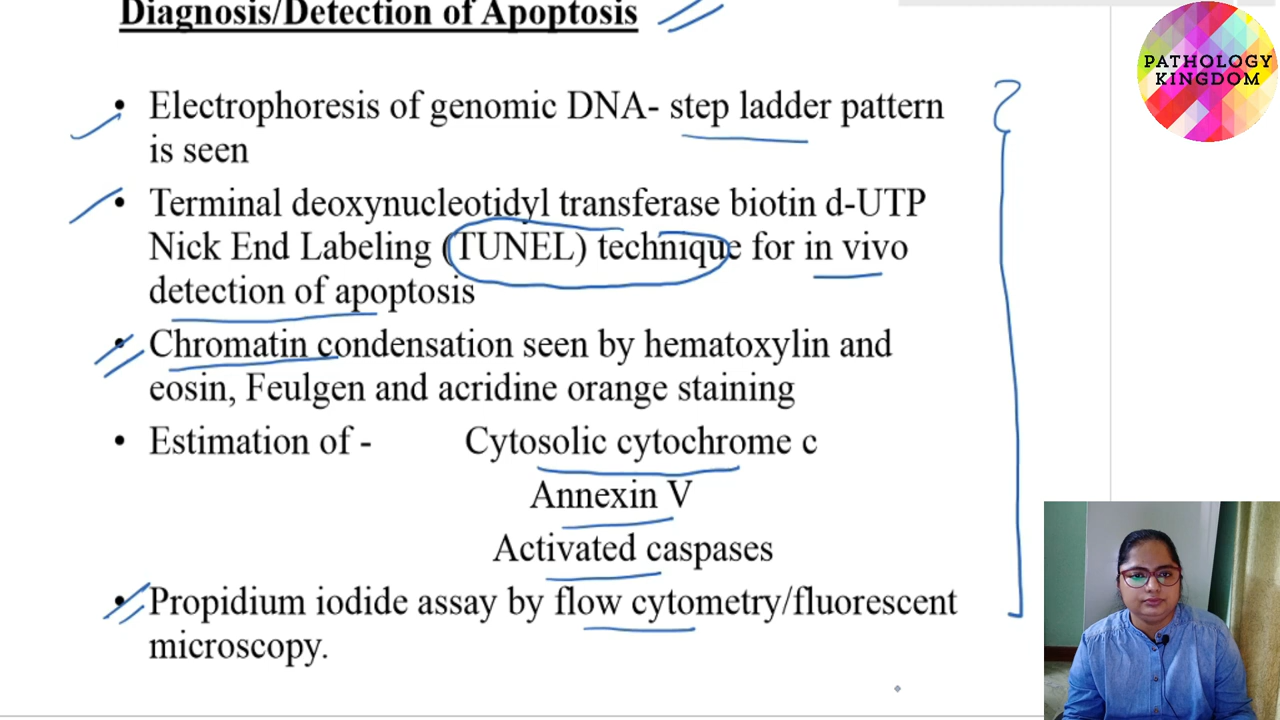 Diagnosis/Detection of Apoptosis
PATHOLOGY
KINGDOM
• Electrophoresis of genomic DNA- step ladder pattern
is seen
• Terminal deoxynucleotidyl transferase biotin d-UTP
Nick End Labeling (TUNEL) technique for in vivo
detection of apoptosis
• Chromatin condensation seen by hematoxylin and
eosin, Feulgen and acridine orange staining
• Estimation of - Cytosolic cytochrome c
Annexin V
Activated caspases
• Propidium iodide assay by flow cytometry/fluorescent
microscopy.